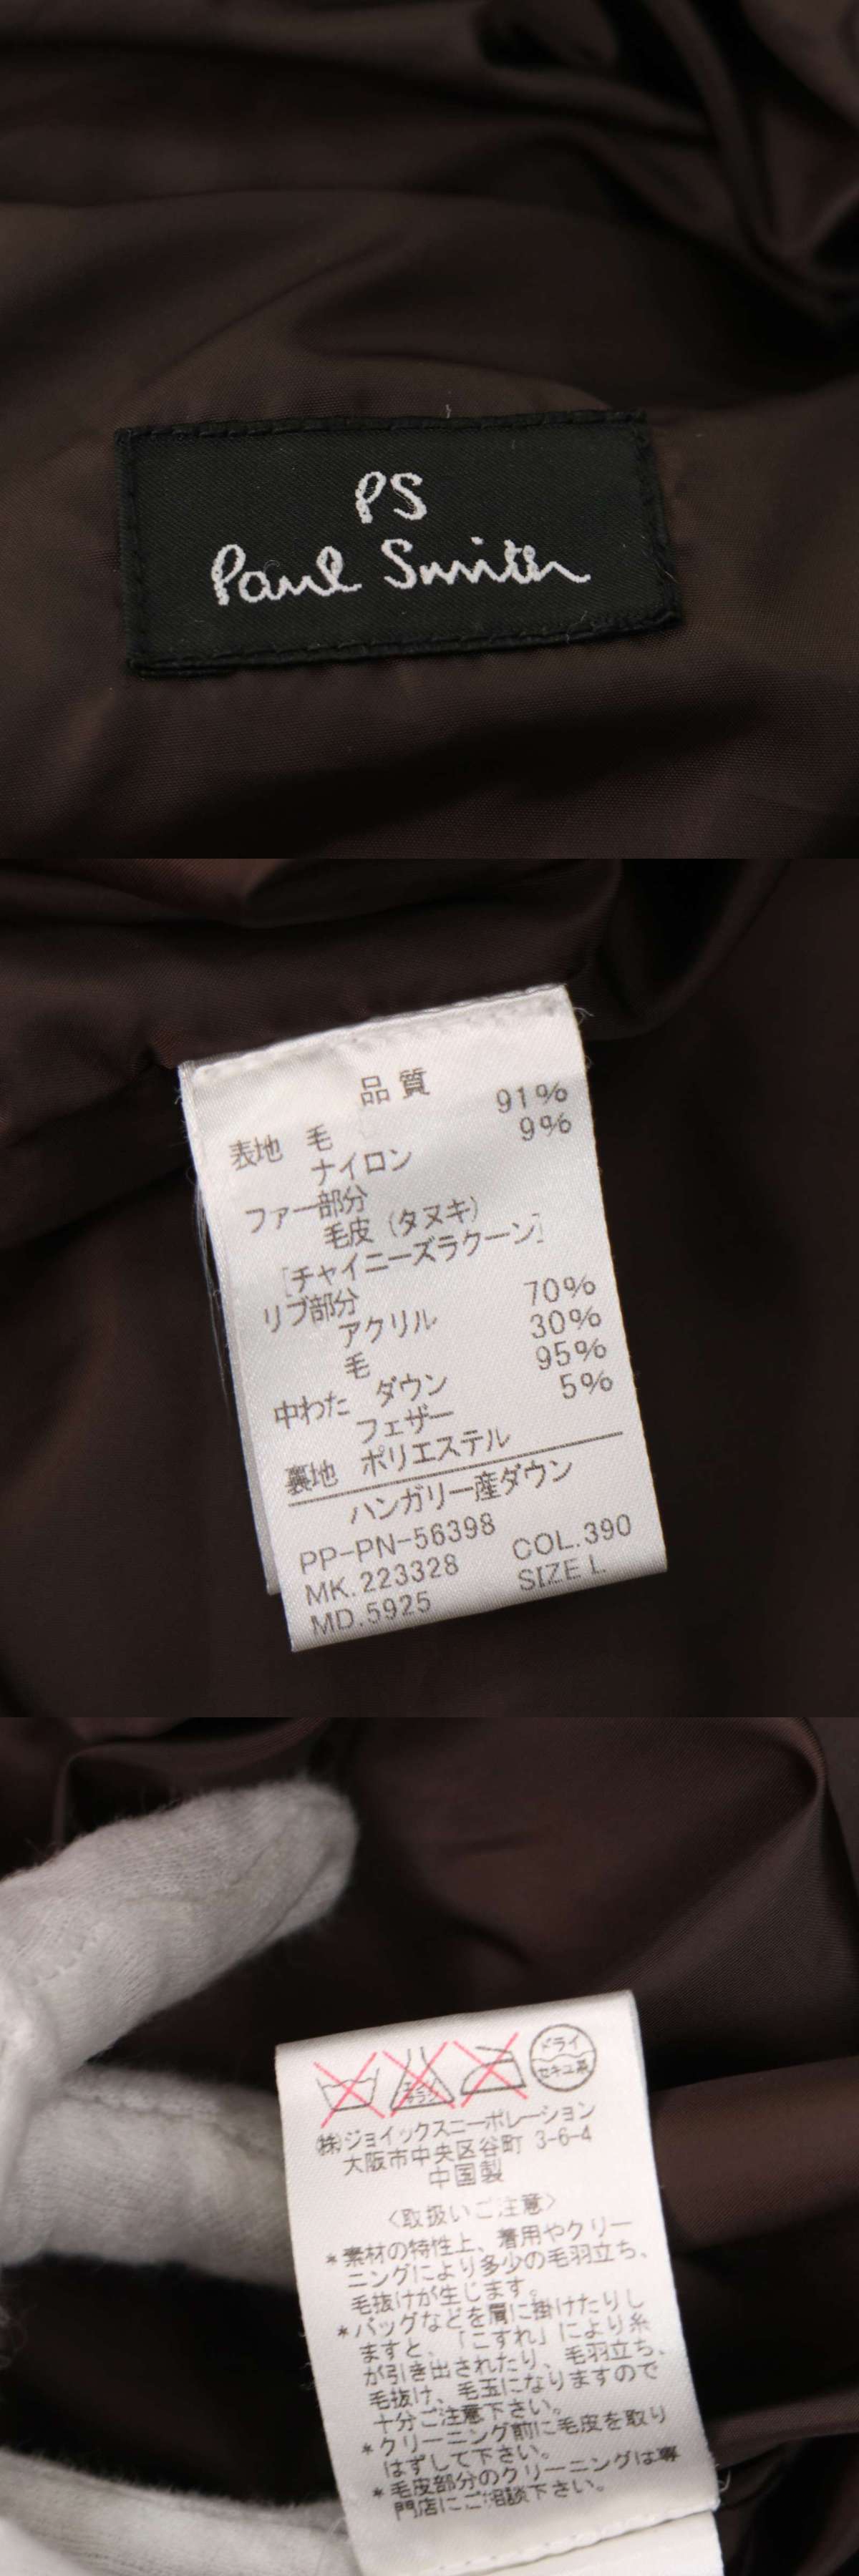 PS
Paul Smith
品質
表地 毛 91%
ナイロン 9%
ファー部分
毛皮（タヌキ）
［チャイニーズラクーン］
リブ部分
アクリル 70%
毛 30%
中わた ダウン 95%
フェザー 5%
裏地 ポリエステル
ハンガリー産ダウン
PP-PN-56398
MK.223328 COL.390
MD.5925 SIZE L
ドライ
エンソ
サラシ
セキユ系
㈱ジョイックスコーポレーション
大阪市中央区谷町 3-6-4
中国製
〈取扱いご注意〉
*素材の特性上、着用やクリー
ニングにより多少の毛羽立ち、
毛抜けが生じます。
*バッグなどを肩に掛けたりし
ますと、「こすれ」により糸
が引き出されたり、毛羽立ち、
毛抜け、毛玉になりますので
十分ご注意下さい。
*クリーニング前に毛皮を取り
はずして下さい。
*毛皮部分のクリーニングは専
門店にご相談下さい。